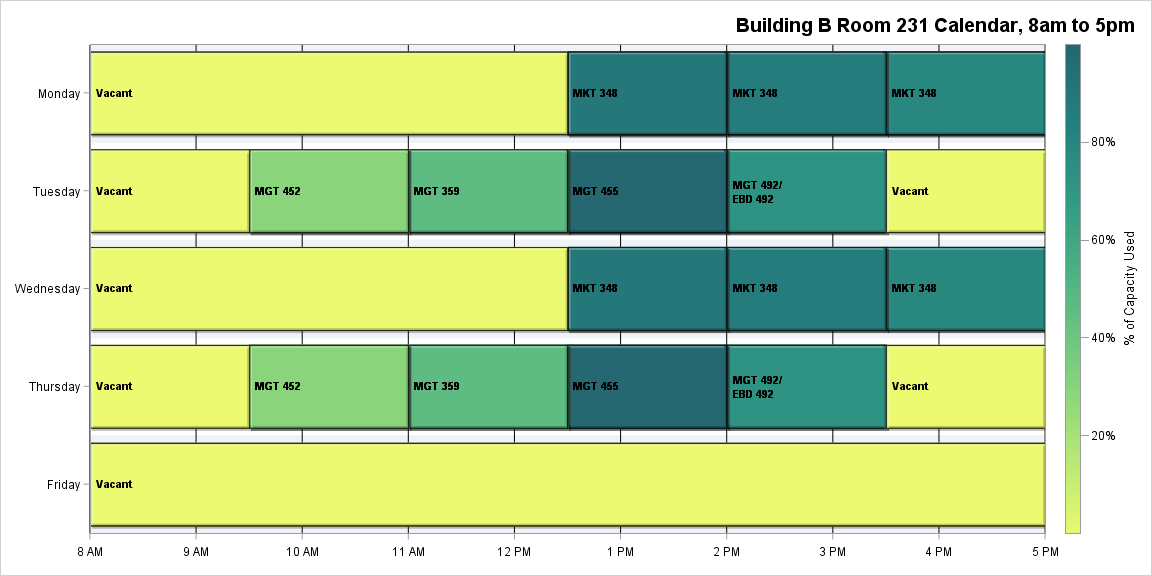 Building B Room 231 Calendar, 8am to 5pm
Monday
Vacant
MKT 348
MKT 348
MKT 348
Tuesday
Vacant
MGT 452
MGT 359
MGT 455
MGT 492/
EBD 492
Vacant
Wednesday
Vacant
MKT 348
MKT 348
MKT 348
Thursday
Vacant
MGT 452
MGT 359
MGT 455
MGT 492/
EBD 492
Vacant
Friday
Vacant
8 AM
9 AM
10 AM
11 AM
12 PM
1 PM
2 PM
3 PM
4 PM
5 PM
80%
60%
40%
20%
% of Capacity Used